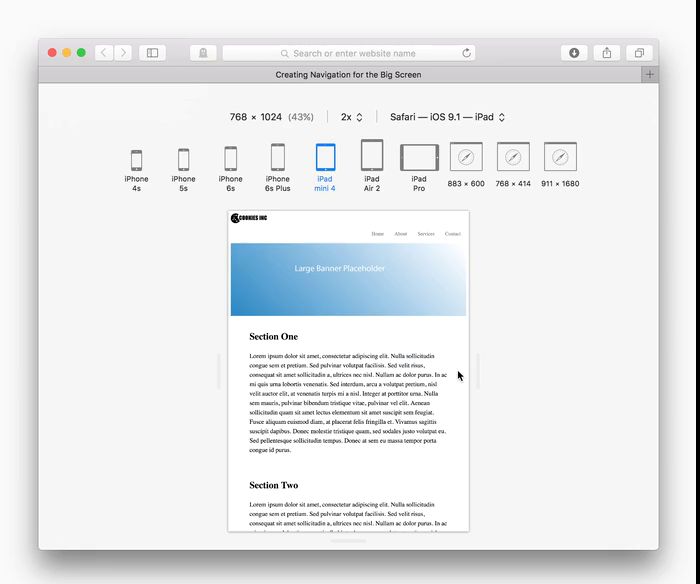 Search or enter website name
Creating Navigation for the Big Screen
768 × 1024 (43%) 2x Safari — iOS 9.1 — iPad
iPhone 4s
iPhone 5s
iPhone 6s
iPhone 6s Plus
iPad mini 4
iPad Air 2
iPad Pro
883 × 600
768 × 414
911 × 1680
COOKIES INC
Home About Services Contact
Large Banner Placeholder
Section One
Lorem ipsum dolor sit amet, consectetur adipiscing elit. Nulla sollicitudin
congue sem et pretium. Sed pulvinar volutpat facilisis. Sed velit risus,
consequat sit amet sollicitudin a, ultrices nec nisl. Nullam ac dolor purus. In ac
mi quis urna lobortis venenatis. Sed interdum, arcu a volutpat pretium, nisl
velit auctor elit, at venenatis turpis mi a nisl. Integer at porttitor urna. Nulla
sem mauris, pulvinar bibendum tristique vitae, pulvinar vel elit. Aenean
sollicitudin quam sit amet lectus elementum sit amet suscipit sem feugiat.
Fusce aliquam euismod diam, at placerat felis fringilla et. Vivamus sagittis
suscipit dapibus. Donec molestie tristique quam, sed sodales justo volutpat eu.
Sed pellentesque sollicitudin tempus. Donec at sem eu massa tempor porta
congue id purus.
Section Two
Lorem ipsum dolor sit amet, consectetur adipiscing elit. Nulla sollicitudin
congue sem et pretium. Sed pulvinar volutpat facilisis. Sed velit risus,
consequat sit amet sollicitudin a, ultrices nec nisl. Nullam ac dolor purus. In ac